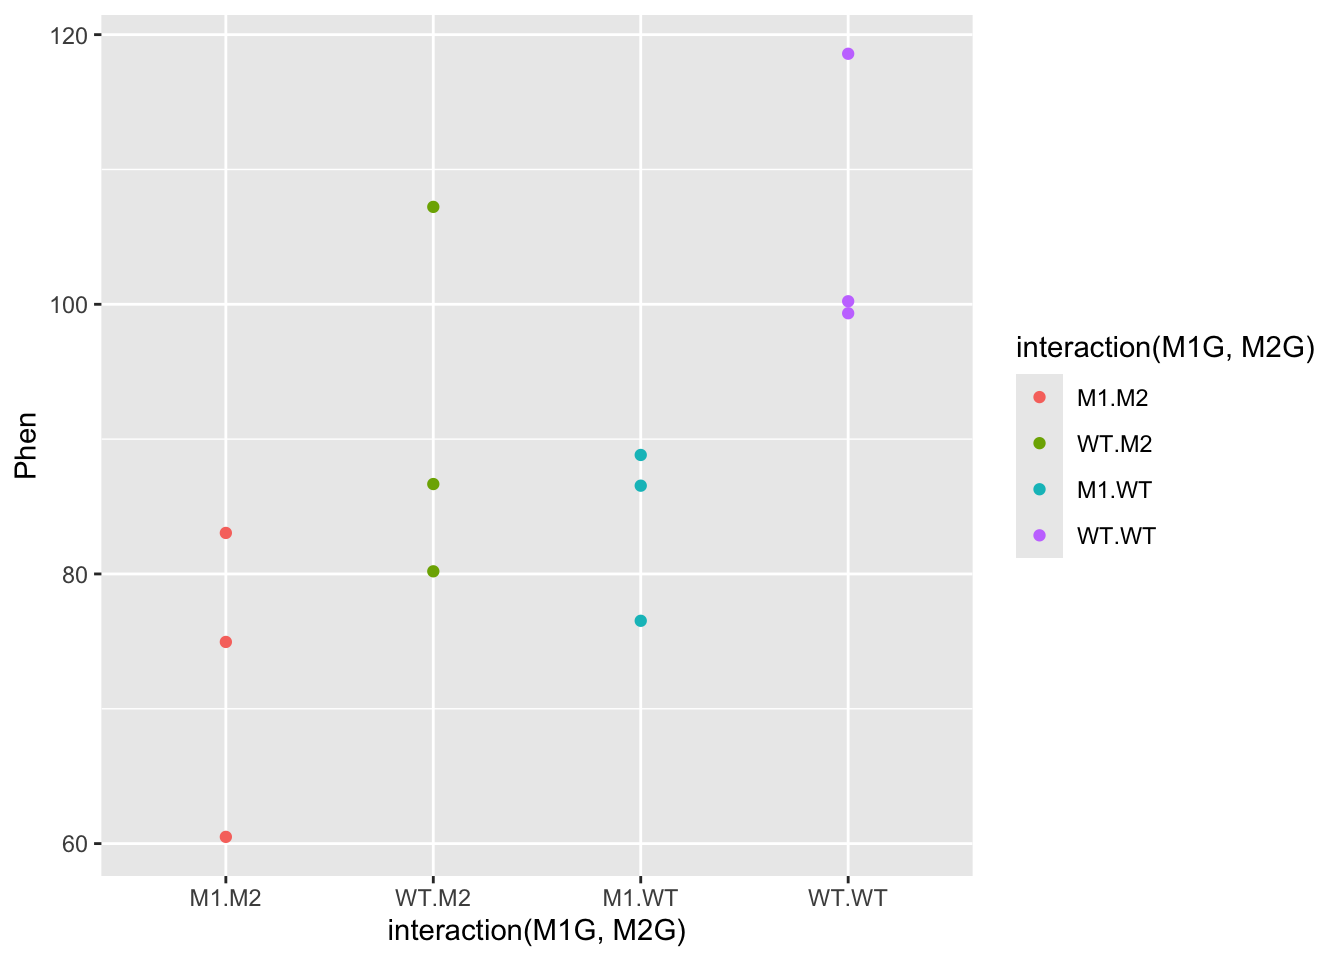 120
100
80
60
Phen
M1.M2
WT.M2
M1.WT
WT.WT
interaction(M1G, M2G)
interaction(M1G, M2G)
M1.M2
WT.M2
M1.WT
WT.WT